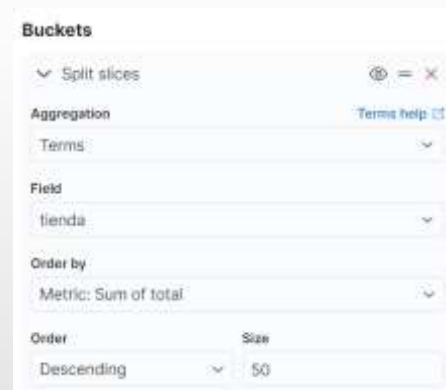 Buckets
Split slices
Aggregation Terms help
Terms
Field
tienda
Order by
Metric: Sum of total
Order Size
Descending 50